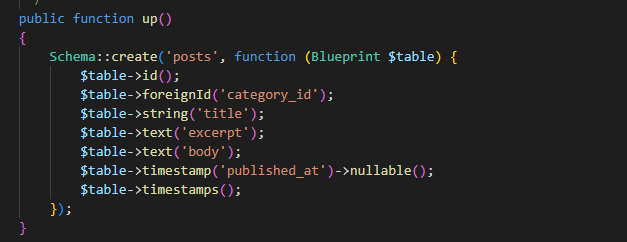 public function up()
{
    Schema::create('posts', function (Blueprint $table) {
        $table->id();
        $table->foreignId('category_id');
        $table->string('title');
        $table->text('excerpt');
        $table->text('body');
        $table->timestamp('published_at')->nullable();
        $table->timestamps();
    });
}